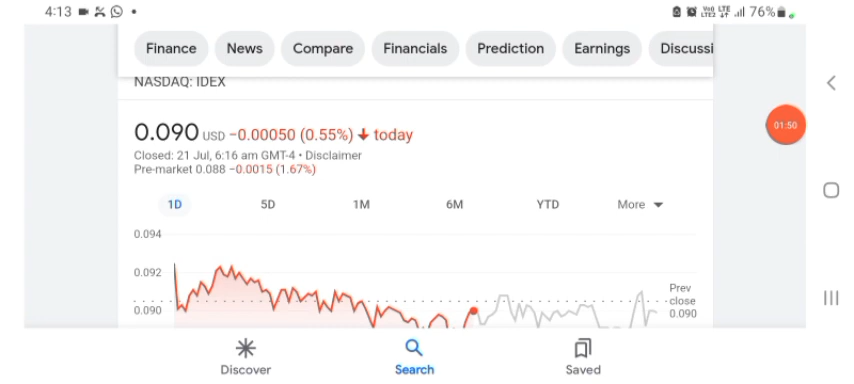 4:13
Voo LTE
LTE2 76%
Finance News Compare Financials Prediction Earnings Discussi
NASDAQ: IDEX
01:50
0.090 USD −0.00050 (0.55%) today
Closed: 21 Jul, 6:16 am GMT-4 • Disclaimer
Pre-market 0.088 −0.0015 (1.67%)
1D 5D 1M 6M YTD More
0.094
0.092
0.090
Prev
close
0.090
Discover Search Saved